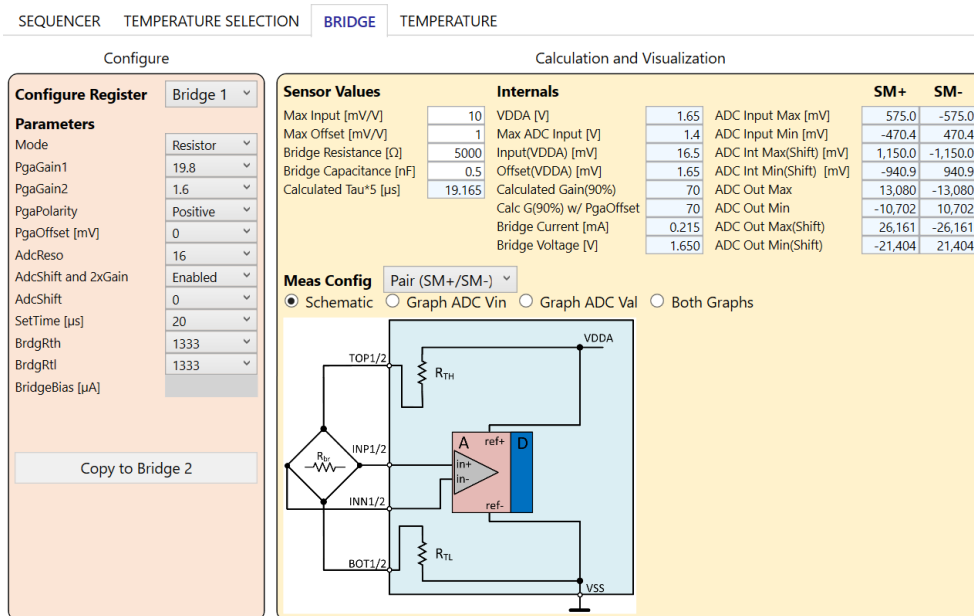 SEQUENCER TEMPERATURE SELECTION BRIDGE TEMPERATURE
Configure
Configure Register Bridge 1
Parameters
Mode Resistor
PgaGain1 19.8
PgaGain2 1.6
PgaPolarity Positive
PgaOffset [mV] 0
AdcReso 16
AdcShift and 2xGain Enabled
AdcShift 0
SetTime [µs] 20
BrdgRth 1333
BrdgRtl 1333
BridgeBias [µA]
Copy to Bridge 2
Calculation and Visualization
Sensor Values
Max Input [mV/V] 10
Max Offset [mV/V] 1
Bridge Resistance [Ω] 5000
Bridge Capacitance [nF] 0.5
Calculated Tau*5 [µs] 19.165
Internals
VDDA [V] 1.65
Max ADC Input [V] 1.4
Input(VDDA) [mV] 16.5
Offset(VDDA) [mV] 1.65
Calculated Gain(90%) 70
Calc G(90%) w/ PgaOffset 70
Bridge Current [mA] 0.215
Bridge Voltage [V] 1.650
SM+ SM-
ADC Input Max [mV] 575.0 -575.0
ADC Input Min [mV] -470.4 470.4
ADC Int Max(Shift) [mV] 1,150.0 -1,150.0
ADC Int Min(Shift) [mV] -940.9 940.9
ADC Out Max 13,080 -13,080
ADC Out Min -10,702 10,702
ADC Out Max(Shift) 26,161 -26,161
ADC Out Min(Shift) -21,404 21,404
Meas Config Pair (SM+/SM-)
Schematic Graph ADC Vin Graph ADC Val Both Graphs
VDDA
TOP1/2
RTH
A ref+ D
INP1/2
Rbr
in+
in-
INN1/2
ref-
BOT1/2
RTL
VSS